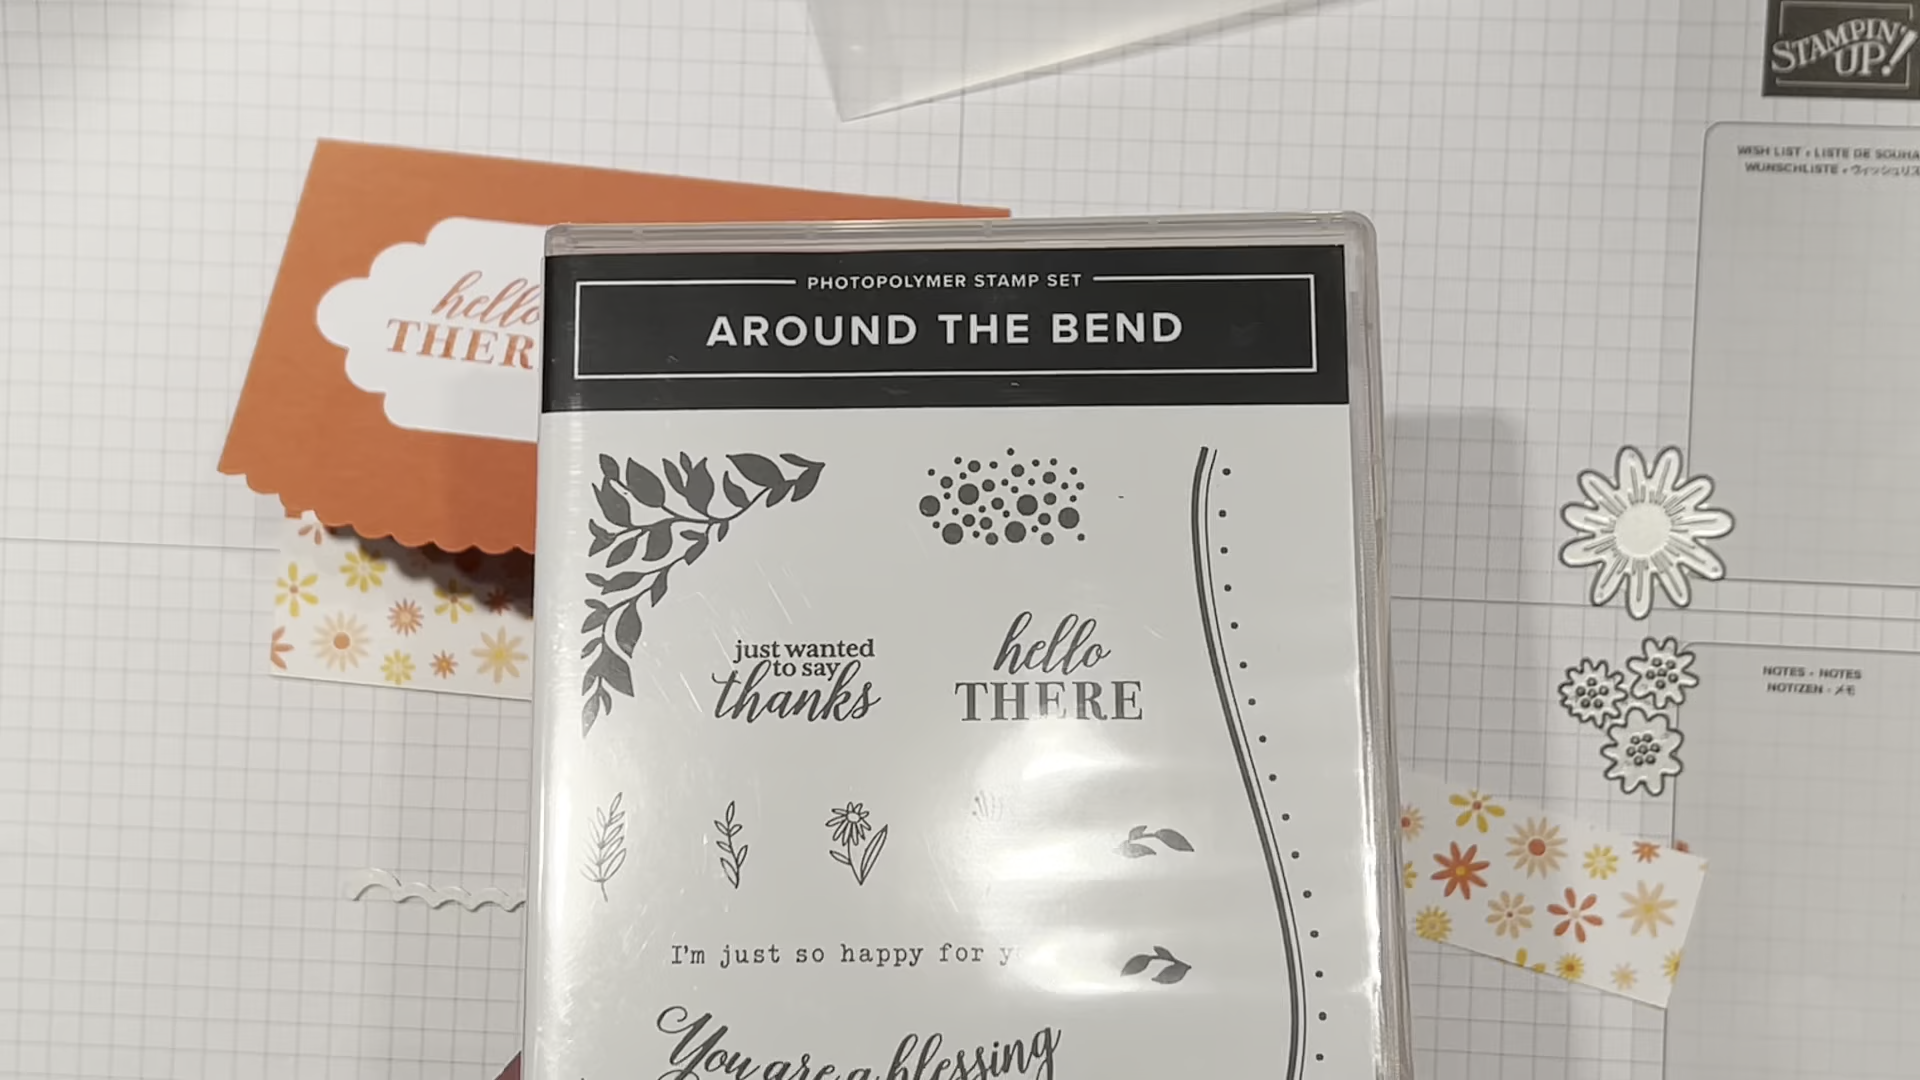 STAMPIN'
UP!
WISH LIST • LISTE DE SOUHA
WUNSCHLISTE • ウィッシュリス
hello
THER
PHOTOPOLYMER STAMP SET
AROUND THE BEND
just wanted
to say
thanks
hello
THERE
NOTES • NOTES
NOTIZEN • メモ
I'm just so happy for y
You are a blessing